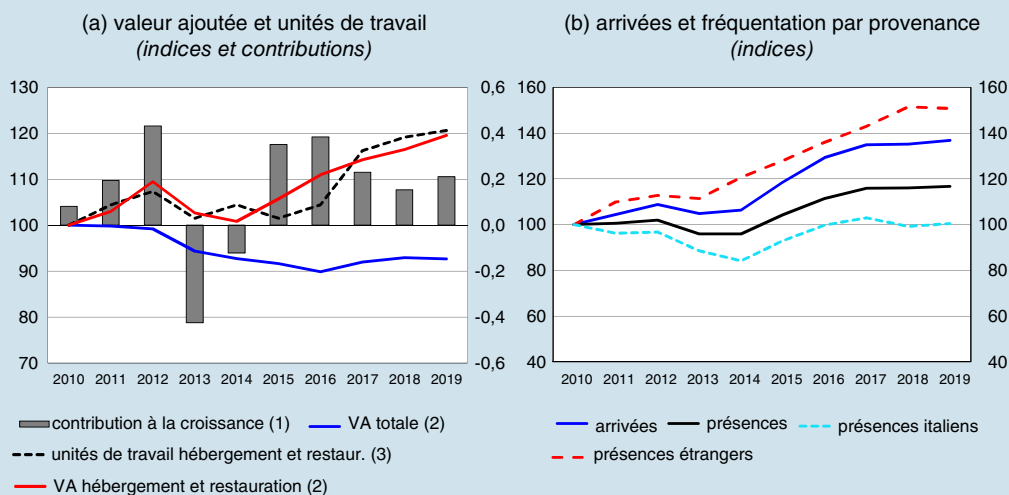 (a) valeur ajoutée et unités de travail
(indices et contributions)
130 0,6
120 0,4
110 0,2
100 0,0
90 -0,2
80 -0,4
70 -0,6
2010 2011 2012 2013 2014 2015 2016 2017 2018 2019
contribution à la croissance (1) VA totale (2)
unités de travail hébergement et restaur. (3)
VA hébergement et restauration (2)
(b) arrivées et fréquentation par provenance
(indices)
160 160
140 140
120 120
100 100
80 80
60 60
40 40
2010 2011 2012 2013 2014 2015 2016 2017 2018 2019
arrivées présences présences italiens
présences étrangers